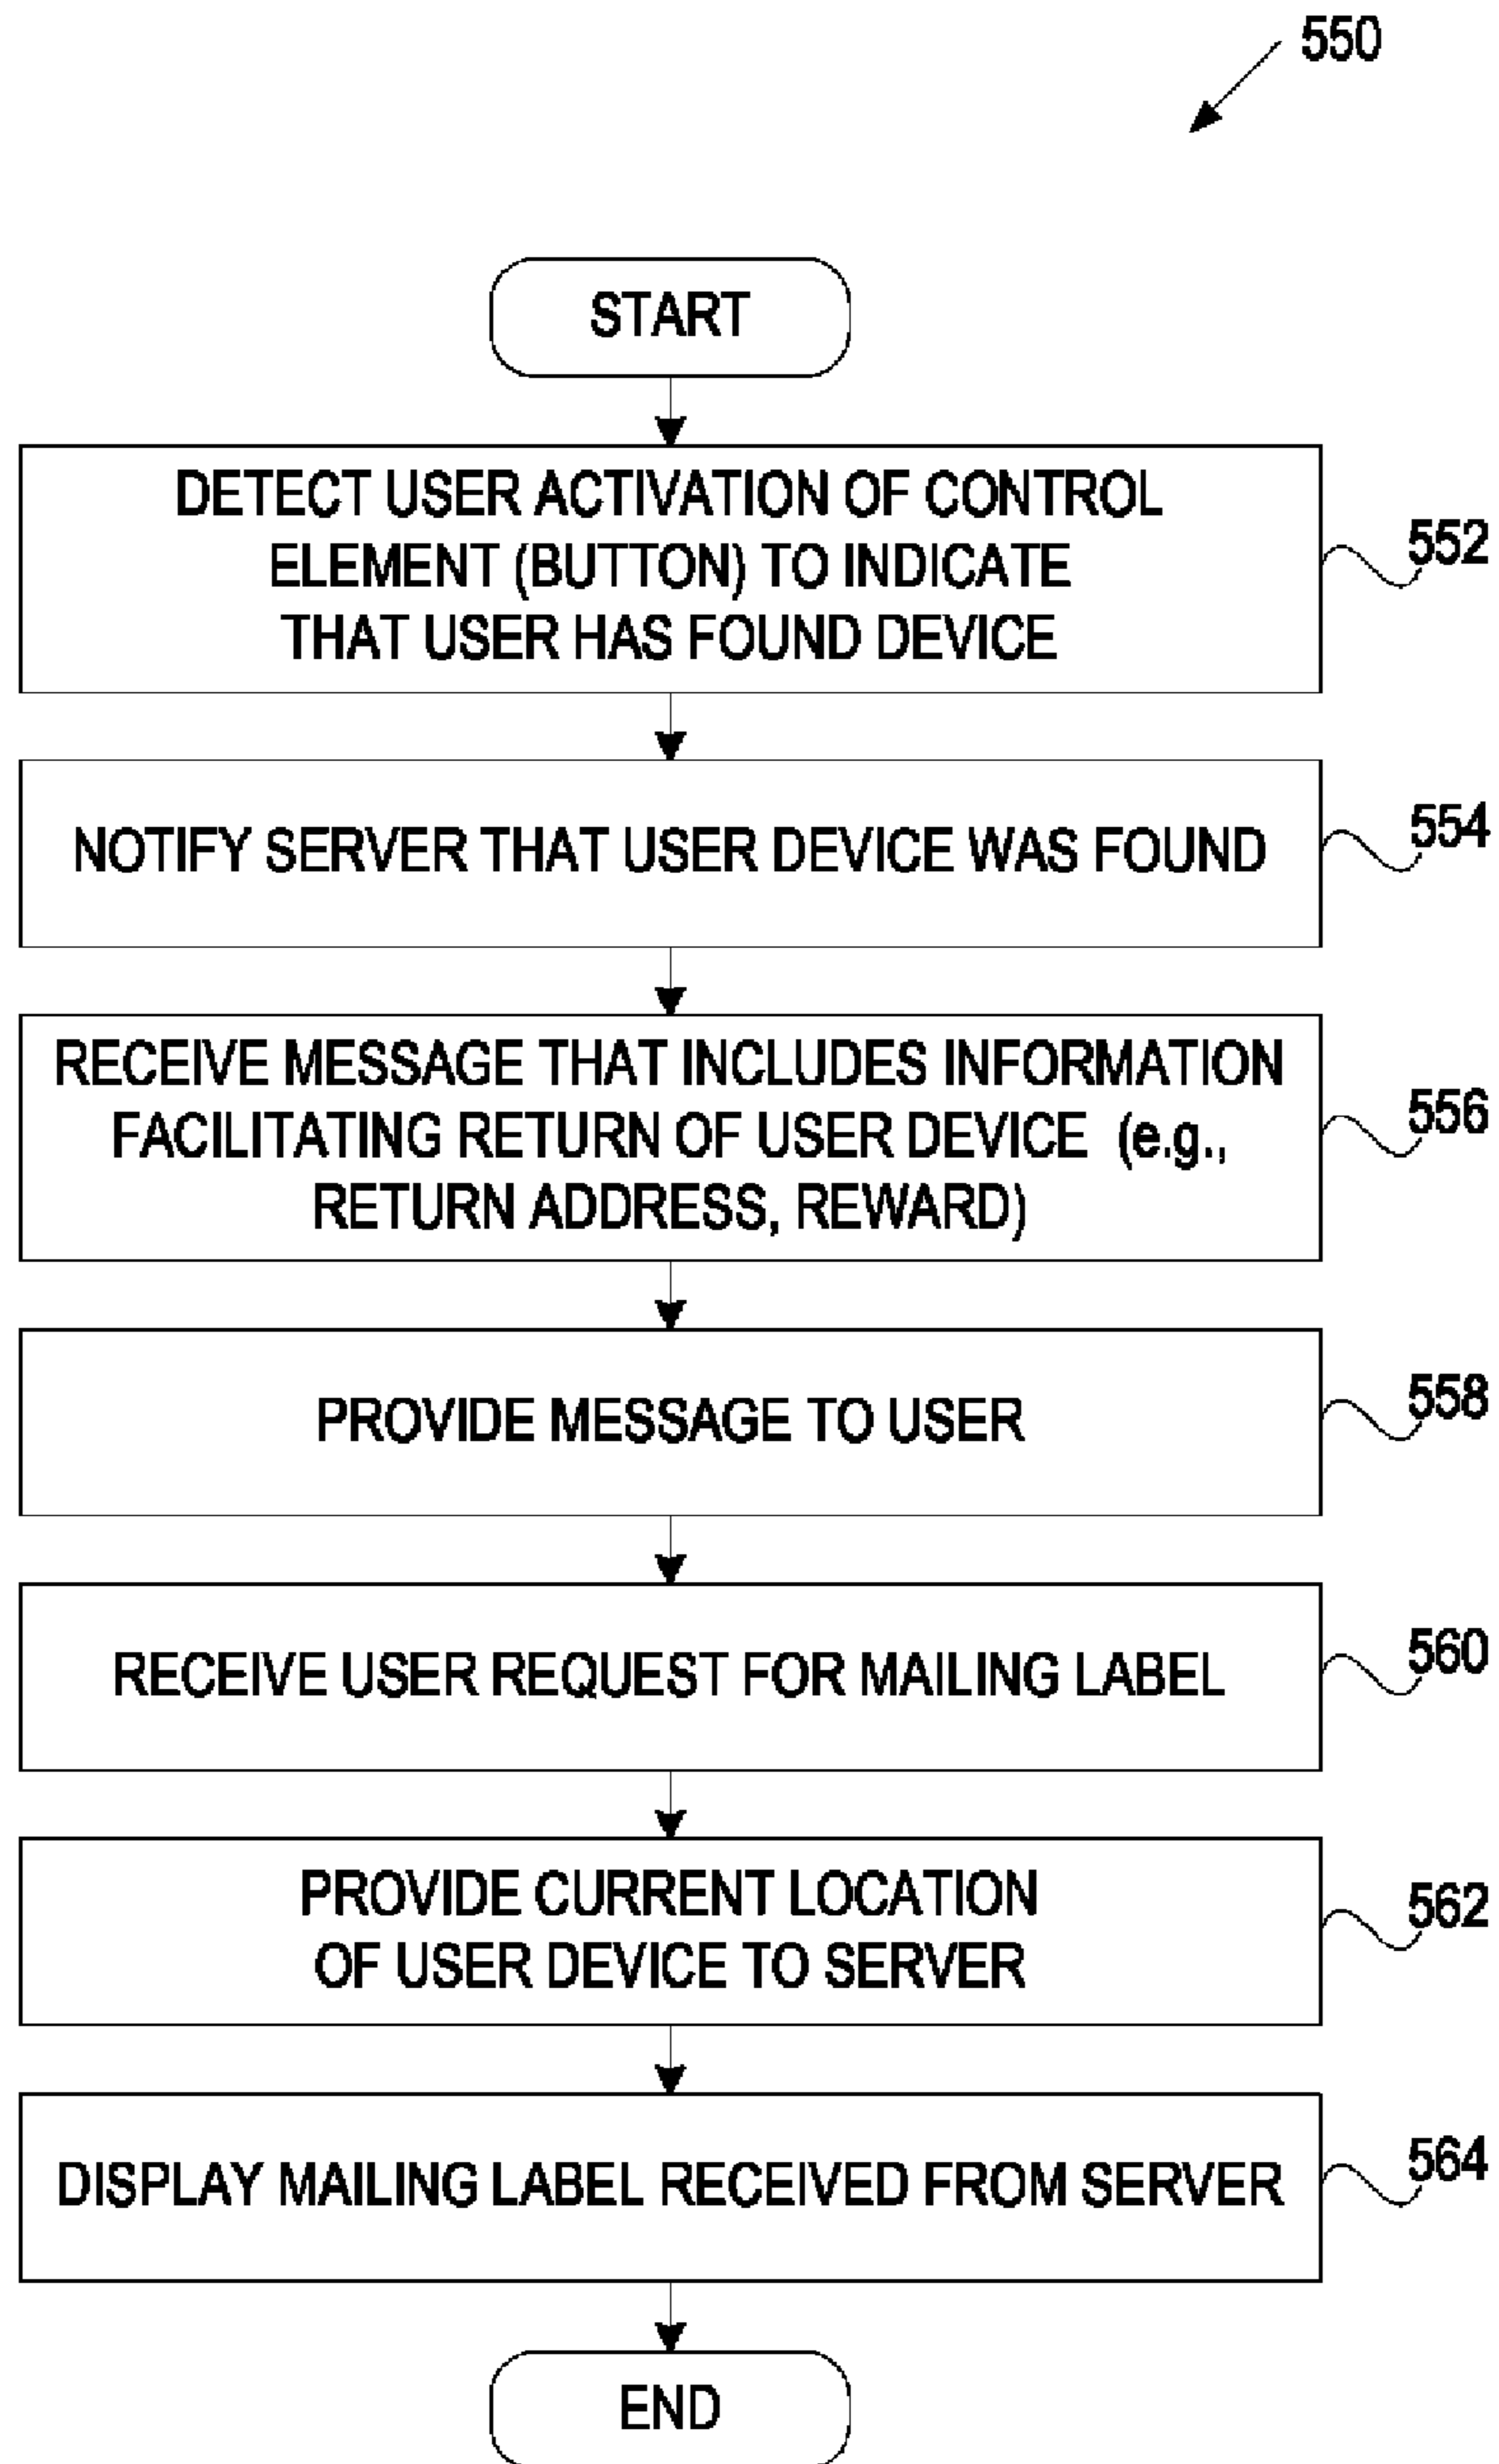 550
START
DETECT USER ACTIVATION OF CONTROL
ELEMENT (BUTTON) TO INDICATE
THAT USER HAS FOUND DEVICE
552
NOTIFY SERVER THAT USER DEVICE WAS FOUND
554
RECEIVE MESSAGE THAT INCLUDES INFORMATION
FACILITATING RETURN OF USER DEVICE (e.g.,
RETURN ADDRESS, REWARD)
556
PROVIDE MESSAGE TO USER
558
RECEIVE USER REQUEST FOR MAILING LABEL
560
PROVIDE CURRENT LOCATION
OF USER DEVICE TO SERVER
562
DISPLAY MAILING LABEL RECEIVED FROM SERVER
564
END